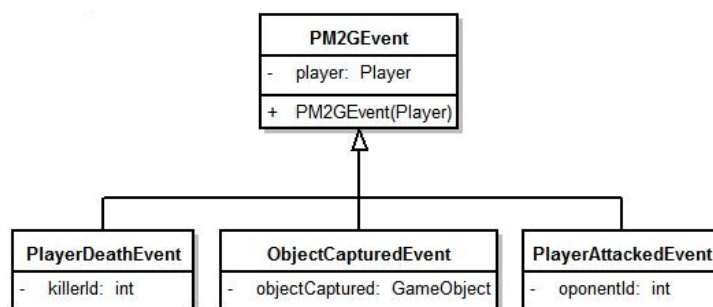 PM2GEvent
- player: Player
+ PM2GEvent(Player)
PlayerDeathEvent
- killerId: int
ObjectCapturedEvent
- objectCaptured: GameObject
PlayerAttackedEvent
- oponentId: int